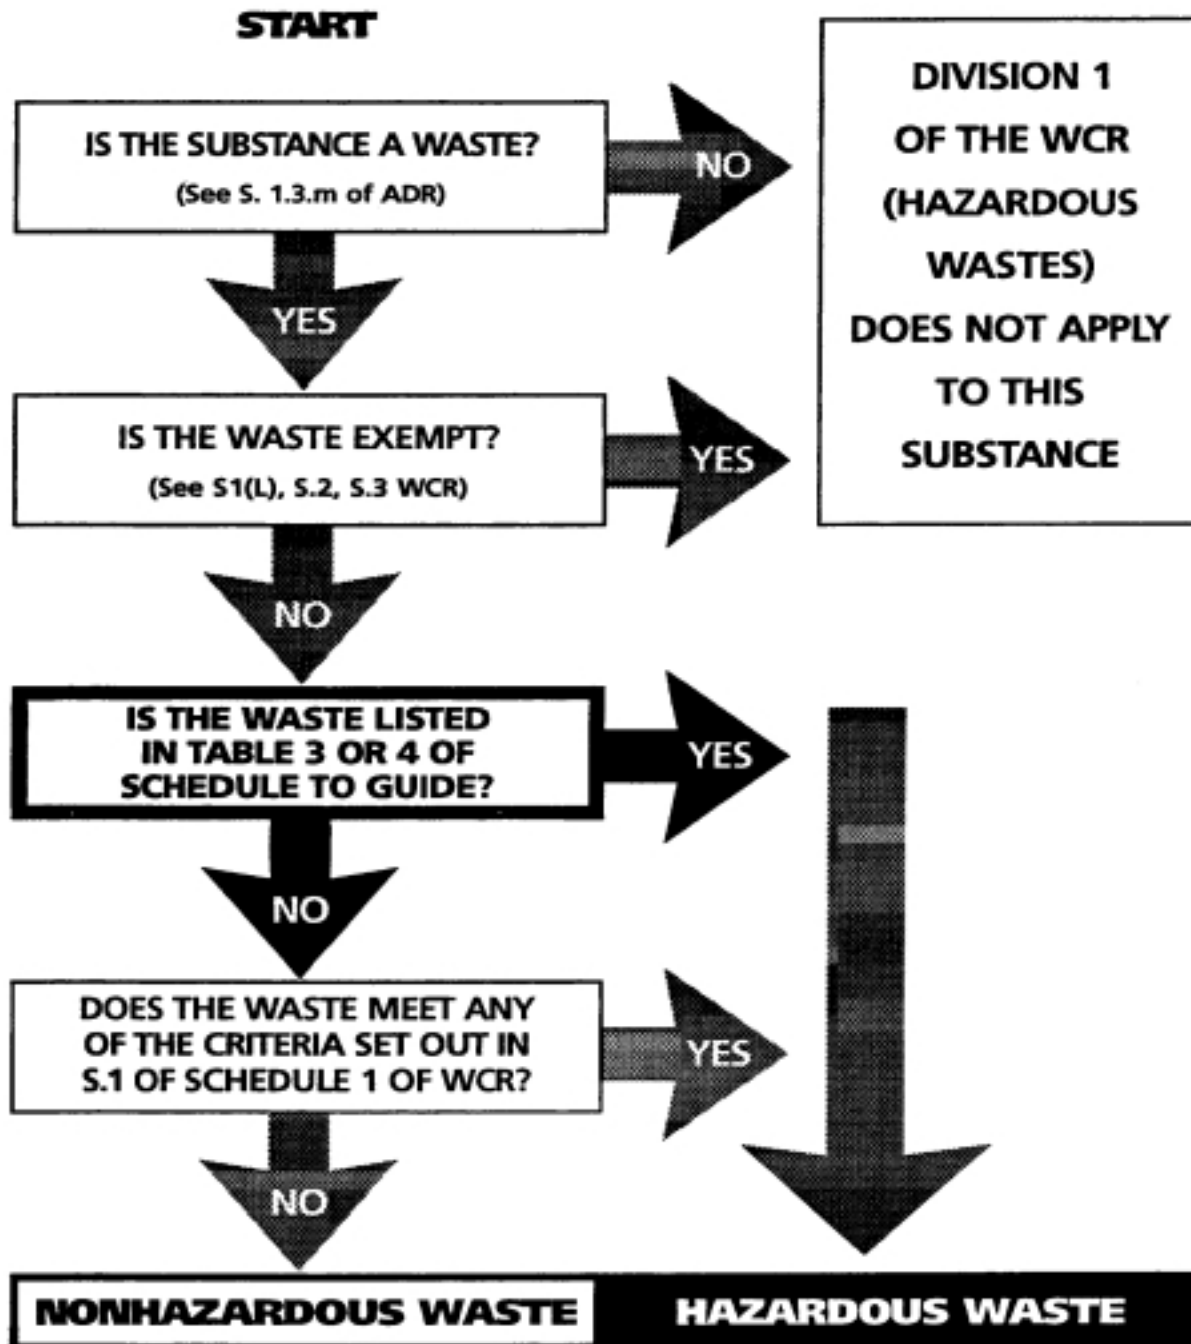 START
IS THE SUBSTANCE A WASTE?
(See S. 1.3.m of ADR)
NO
DIVISION 1
OF THE WCR
(HAZARDOUS
WASTES)
DOES NOT APPLY
TO THIS
SUBSTANCE
YES
IS THE WASTE EXEMPT?
(See S1(L), S.2, S.3 WCR)
YES
NO
IS THE WASTE LISTED
IN TABLE 3 OR 4 OF
SCHEDULE TO GUIDE?
YES
NO
DOES THE WASTE MEET ANY
OF THE CRITERIA SET OUT IN
S.1 OF SCHEDULE 1 OF WCR?
YES
NO
NONHAZARDOUS WASTE
HAZARDOUS WASTE